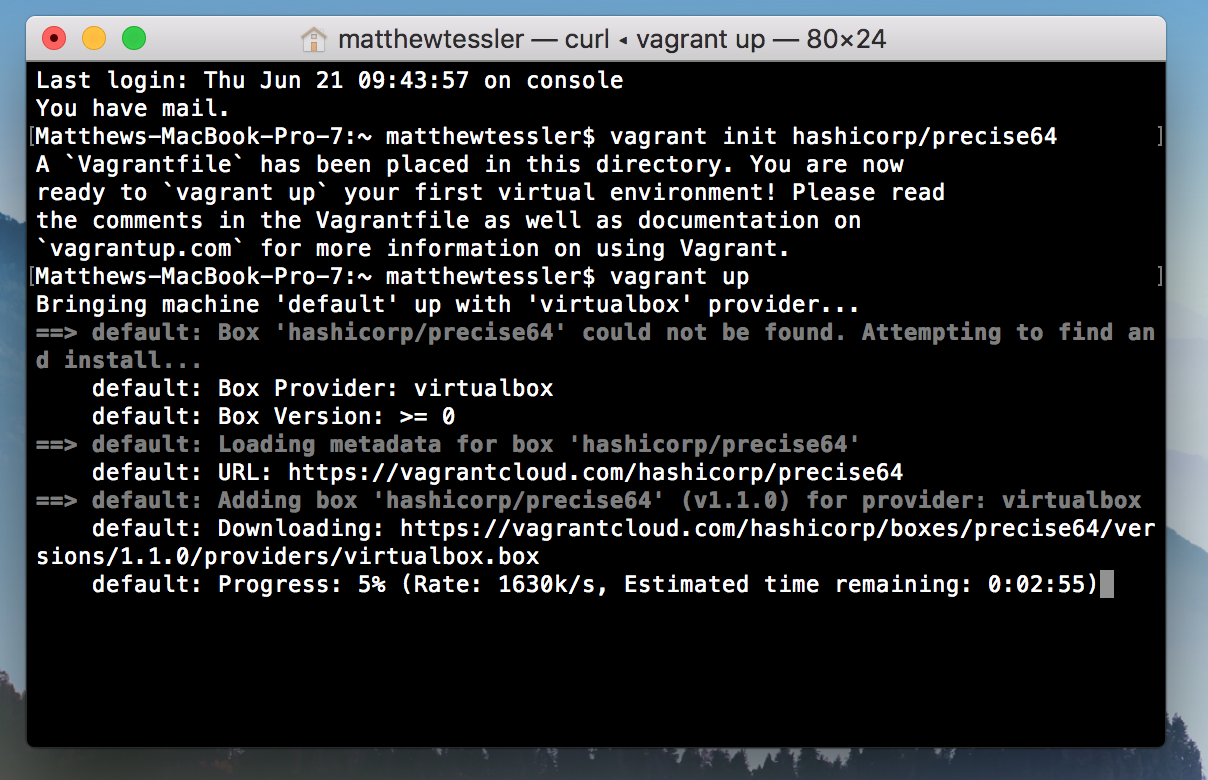 matthewtessler — curl ◂ vagrant up — 80×24
Last login: Thu Jun 21 09:43:57 on console
You have mail.
[Matthews-MacBook-Pro-7:~ matthewtessler$ vagrant init hashicorp/precise64 ]
A `Vagrantfile` has been placed in this directory. You are now
ready to `vagrant up` your first virtual environment! Please read
the comments in the Vagrantfile as well as documentation on
`vagrantup.com` for more information on using Vagrant.
[Matthews-MacBook-Pro-7:~ matthewtessler$ vagrant up ]
Bringing machine 'default' up with 'virtualbox' provider...
==> default: Box 'hashicorp/precise64' could not be found. Attempting to find an
d install...
    default: Box Provider: virtualbox
    default: Box Version: >= 0
==> default: Loading metadata for box 'hashicorp/precise64'
    default: URL: https://vagrantcloud.com/hashicorp/precise64
==> default: Adding box 'hashicorp/precise64' (v1.1.0) for provider: virtualbox
    default: Downloading: https://vagrantcloud.com/hashicorp/boxes/precise64/ver
sions/1.1.0/providers/virtualbox.box
    default: Progress: 5% (Rate: 1630k/s, Estimated time remaining: 0:02:55)